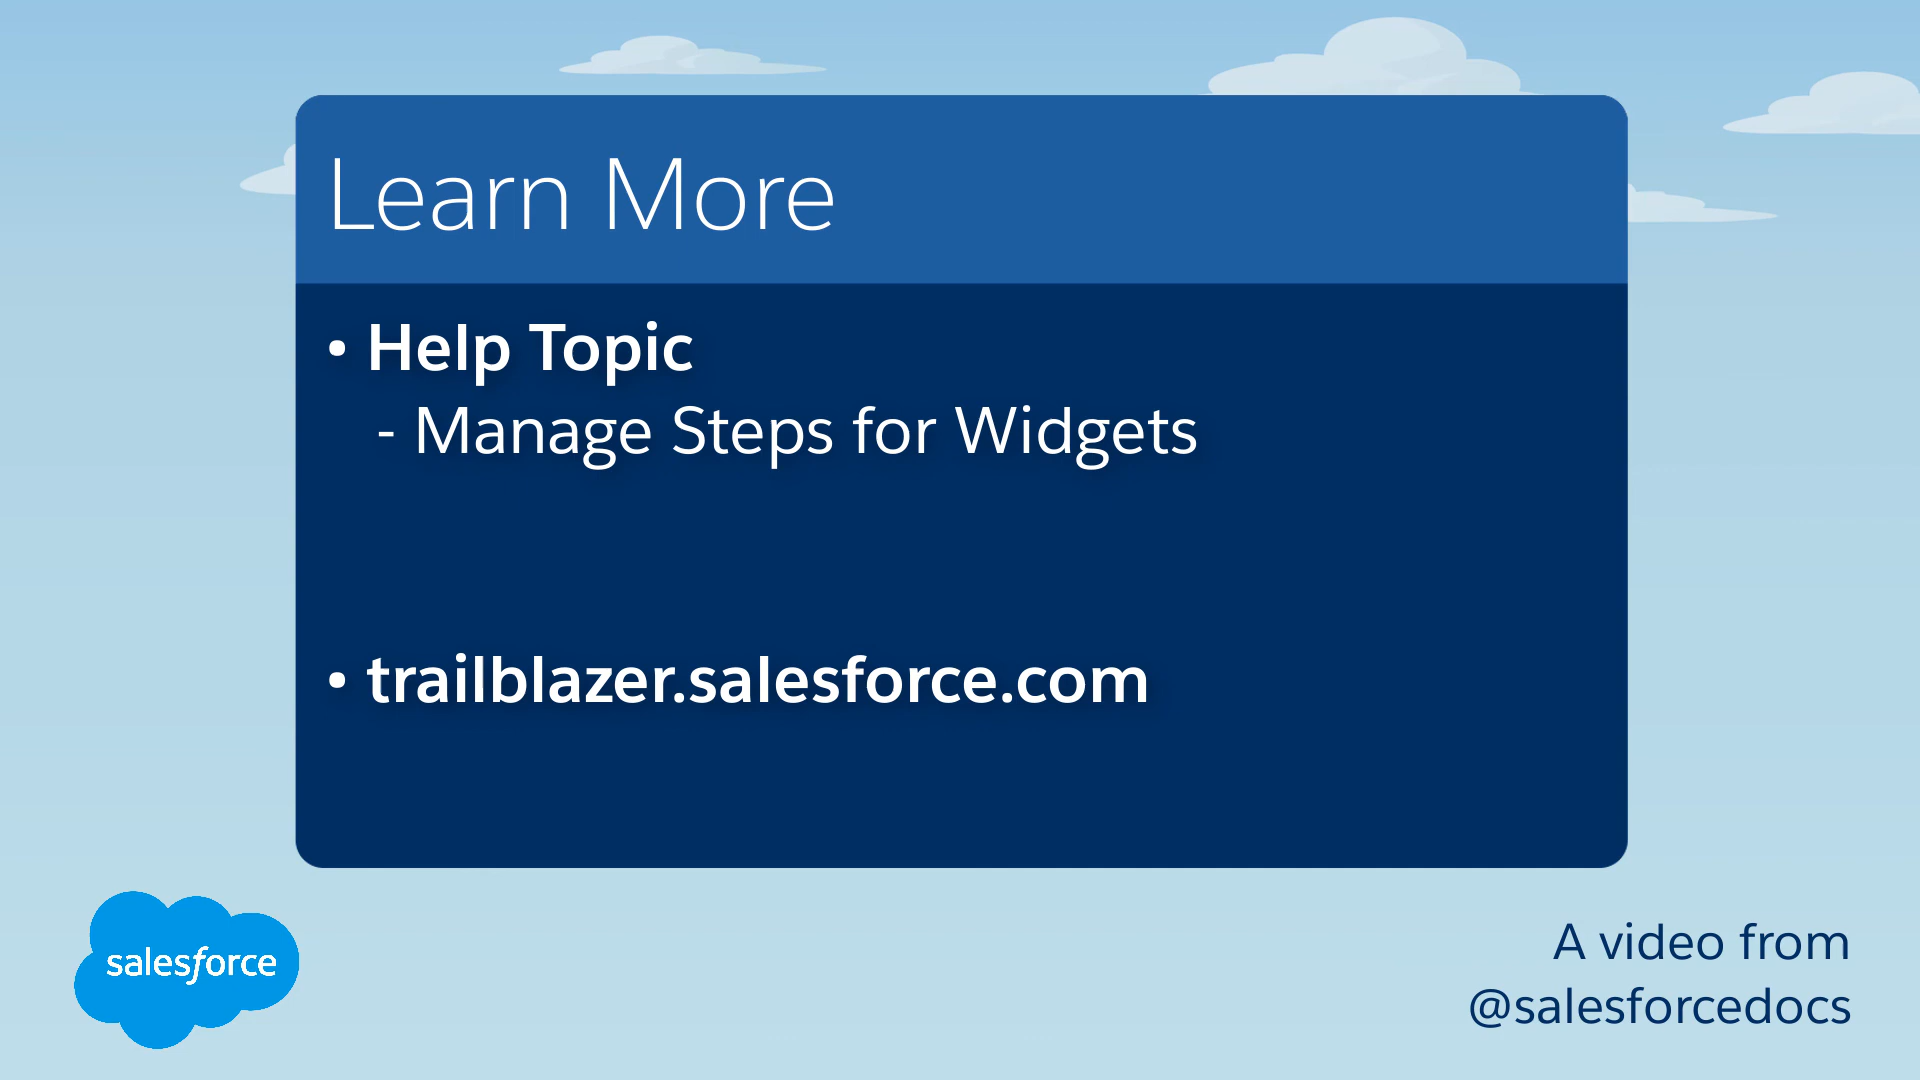 Learn More
• Help Topic
- Manage Steps for Widgets
• trailblazer.salesforce.com
salesforce
A video from
@salesforcedocs